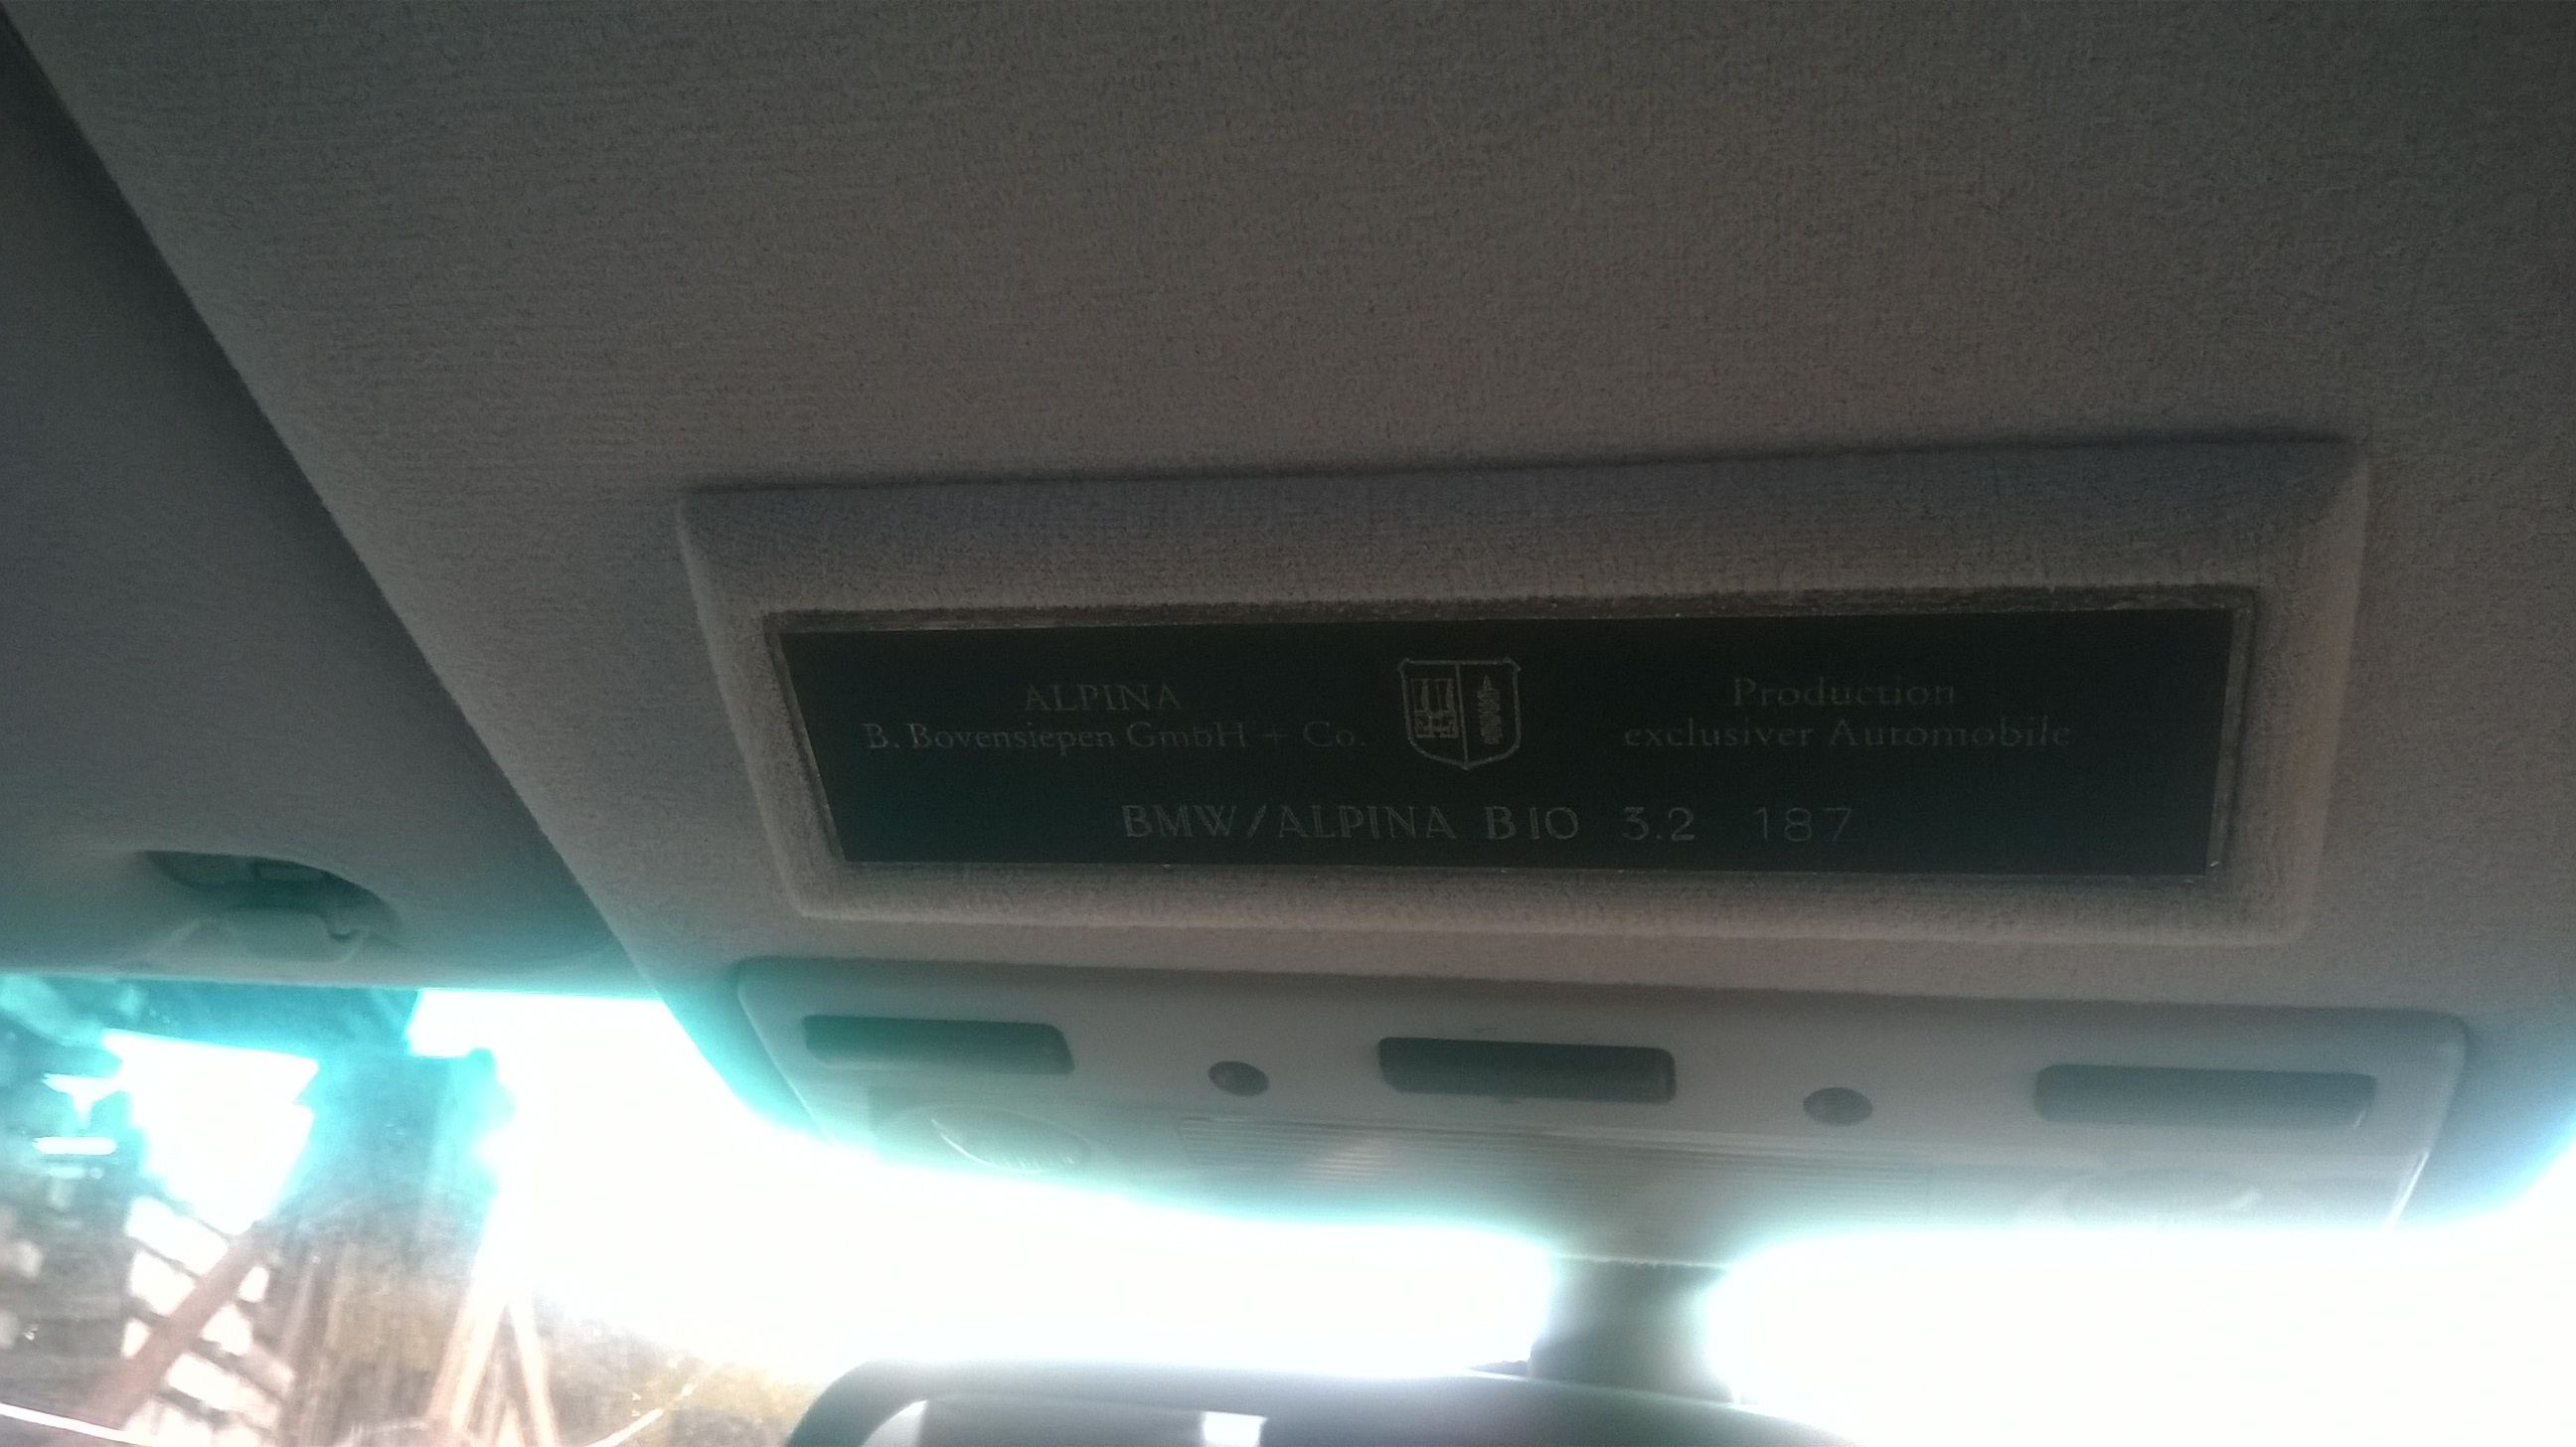 ALPINA
B. Bovensiepen GmbH + Co.
Production
exclusiver Automobile
BMW/ALPINA B10 3.2 187